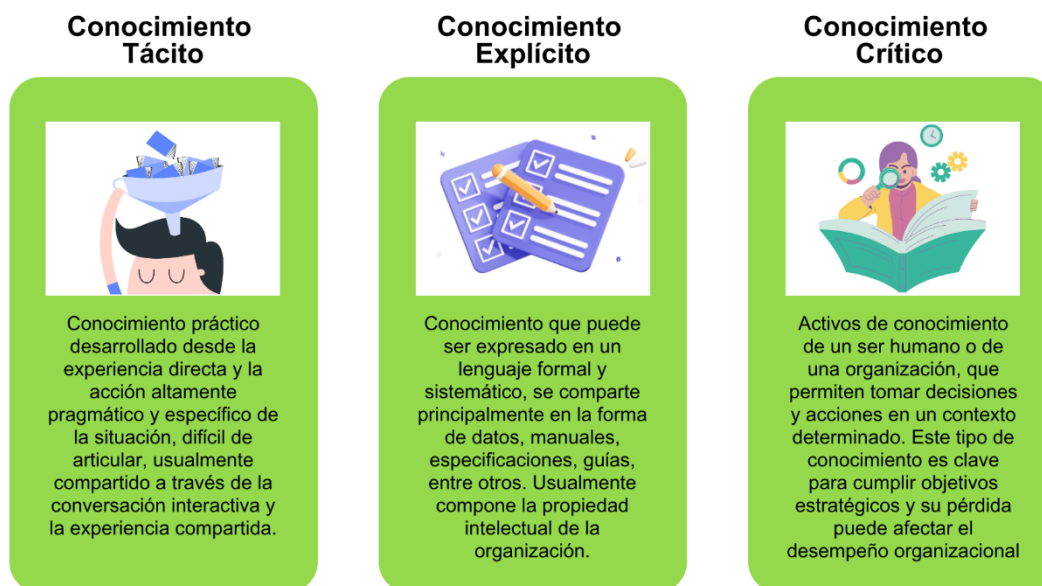 Conocimiento
Tácito
Conocimiento práctico
desarrollado desde la
experiencia directa y la
acción altamente
pragmático y específico de
la situación, difícil de
articular, usualmente
compartido a través de la
conversación interactiva y
la experiencia compartida.
Conocimiento
Explícito
Conocimiento que puede
ser expresado en un
lenguaje formal y
sistemático, se comparte
principalmente en la forma
de datos, manuales,
especificaciones, guías,
entre otros. Usualmente
compone la propiedad
intelectual de la
organización.
Conocimiento
Crítico
Activos de conocimiento
de un ser humano o de
una organización, que
permiten tomar decisiones
y acciones en un contexto
determinado. Este tipo de
conocimiento es clave
para cumplir objetivos
estratégicos y su pérdida
puede afectar el
desempeño organizacional